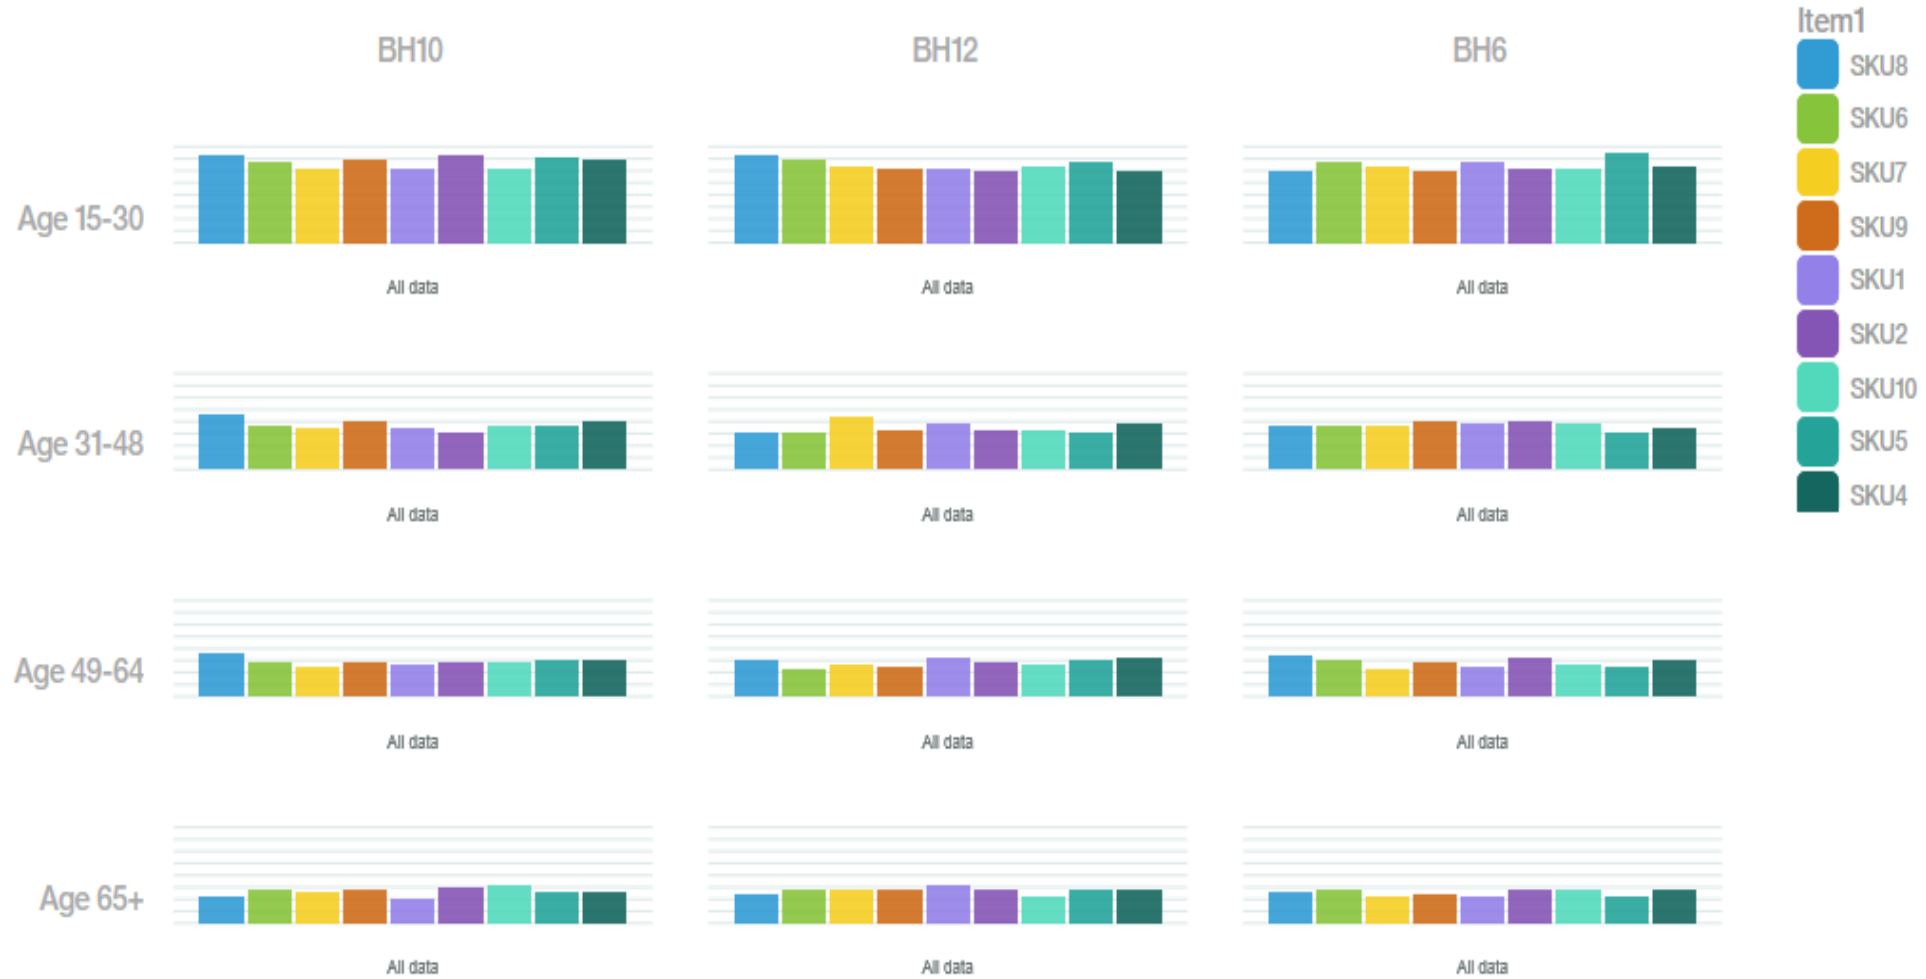 BH10
BH12
BH6
Item1
SKU8
SKU6
SKU7
SKU9
SKU1
SKU2
SKU10
SKU5
SKU4
Age 15-30
All data
All data
All data
Age 31-48
All data
All data
All data
Age 49-64
All data
All data
All data
Age 65+
All data
All data
All data